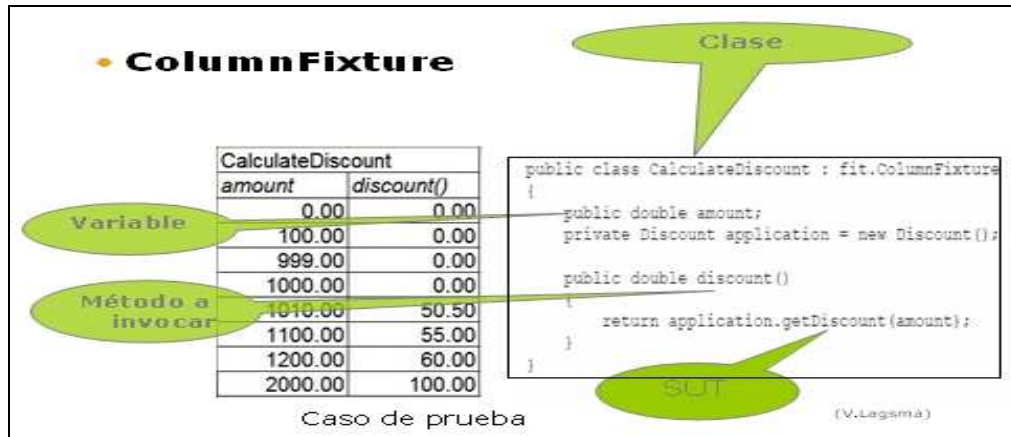 • ColumnFixture
Clase
CalculateDiscount
amount discount()
0.00 0.00
100.00 0.00
999.00 0.00
1000.00 0.00
1010.00 50.50
1100.00 55.00
1200.00 60.00
2000.00 100.00
Variable
Método a
invocar
Caso de prueba
public class CalculateDiscount : fit.ColumnFixture
{
public double amount;
private Discount application = new Discount();
public double discount()
{
return application.getDiscount(amount);
}
}
SUT
(V.Lagsma)